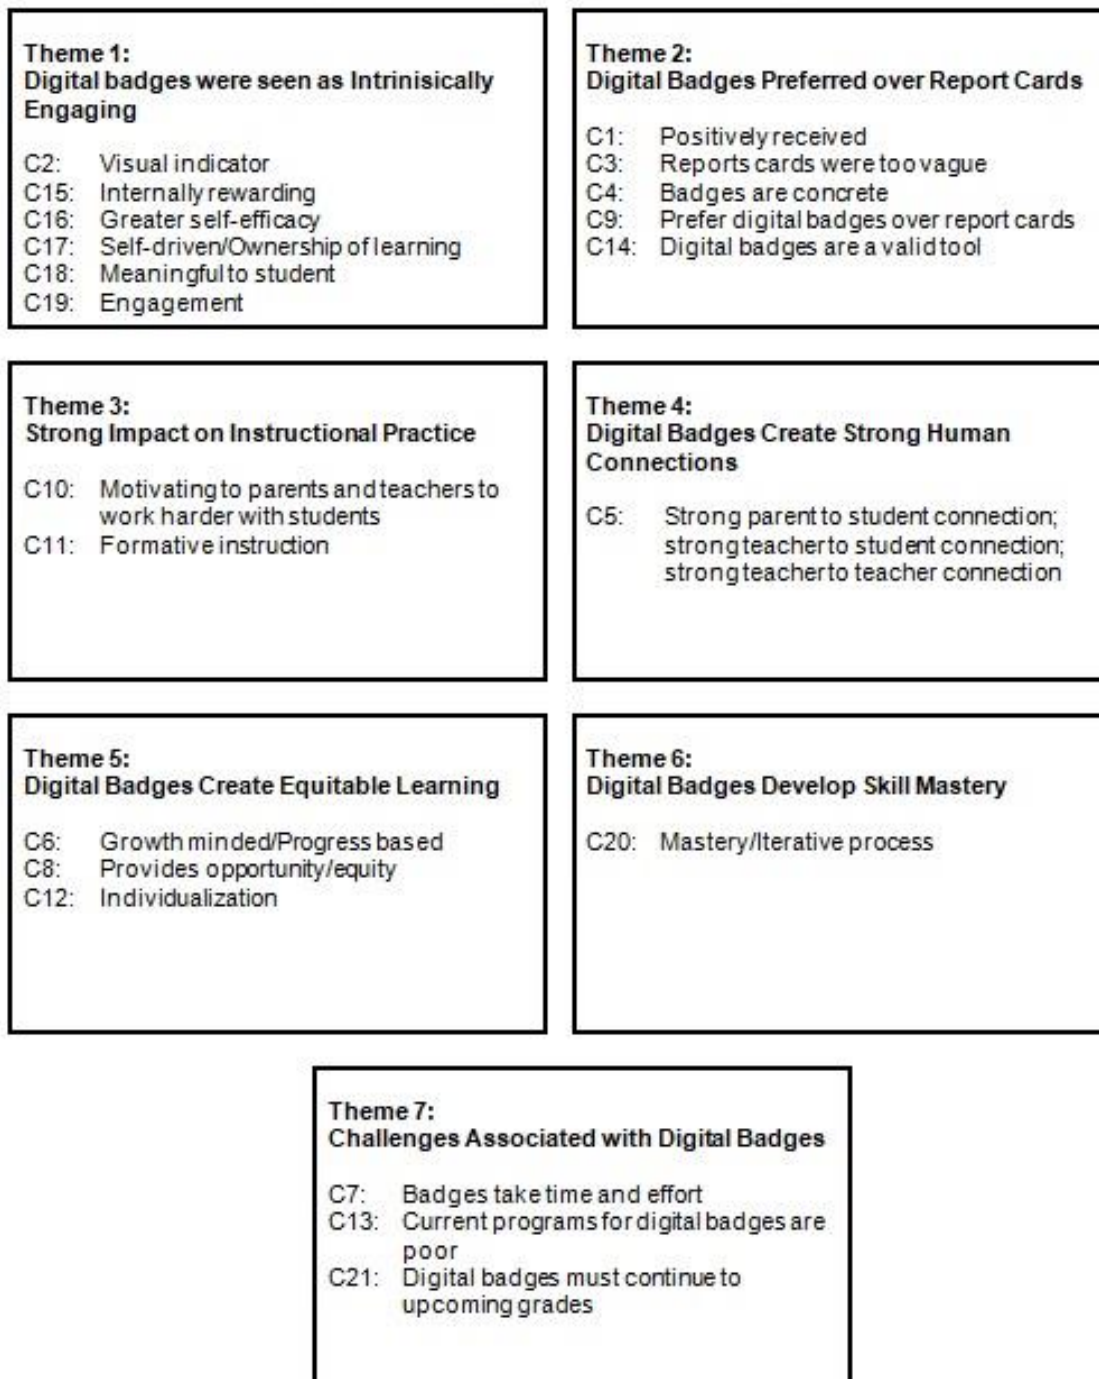 Theme 1:
Digital badges were seen as Intrinisically
Engaging
C2: Visual indicator
C15: Internally rewarding
C16: Greater self-efficacy
C17: Self-driven/Ownership of learning
C18: Meaningful to student
C19: Engagement
Theme 2:
Digital Badges Preferred over Report Cards
C1: Positively received
C3: Reports cards were too vague
C4: Badges are concrete
C9: Prefer digital badges over report cards
C14: Digital badges are a valid tool
Theme 3:
Strong Impact on Instructional Practice
C10: Motivating to parents and teachers to
work harder with students
C11: Formative instruction
Theme 4:
Digital Badges Create Strong Human
Connections
C5: Strong parent to student connection;
strong teacher to student connection;
strong teacher to teacher connection
Theme 5:
Digital Badges Create Equitable Learning
C6: Growth minded/Progress based
C8: Provides opportunity/equity
C12: Individualization
Theme 6:
Digital Badges Develop Skill Mastery
C20: Mastery/Iterative process
Theme 7:
Challenges Associated with Digital Badges
C7: Badges take time and effort
C13: Current programs for digital badges are
poor
C21: Digital badges must continue to
upcoming grades